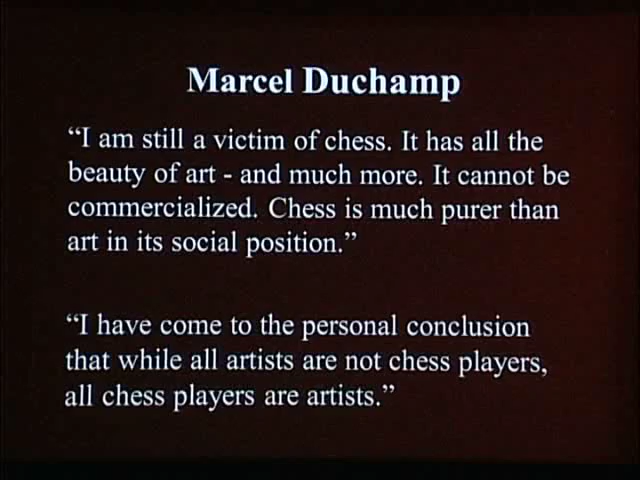 Marcel Duchamp
“I am still a victim of chess. It has all the
beauty of art - and much more. It cannot be
commercialized. Chess is much purer than
art in its social position.”
“I have come to the personal conclusion
that while all artists are not chess players,
all chess players are artists.”